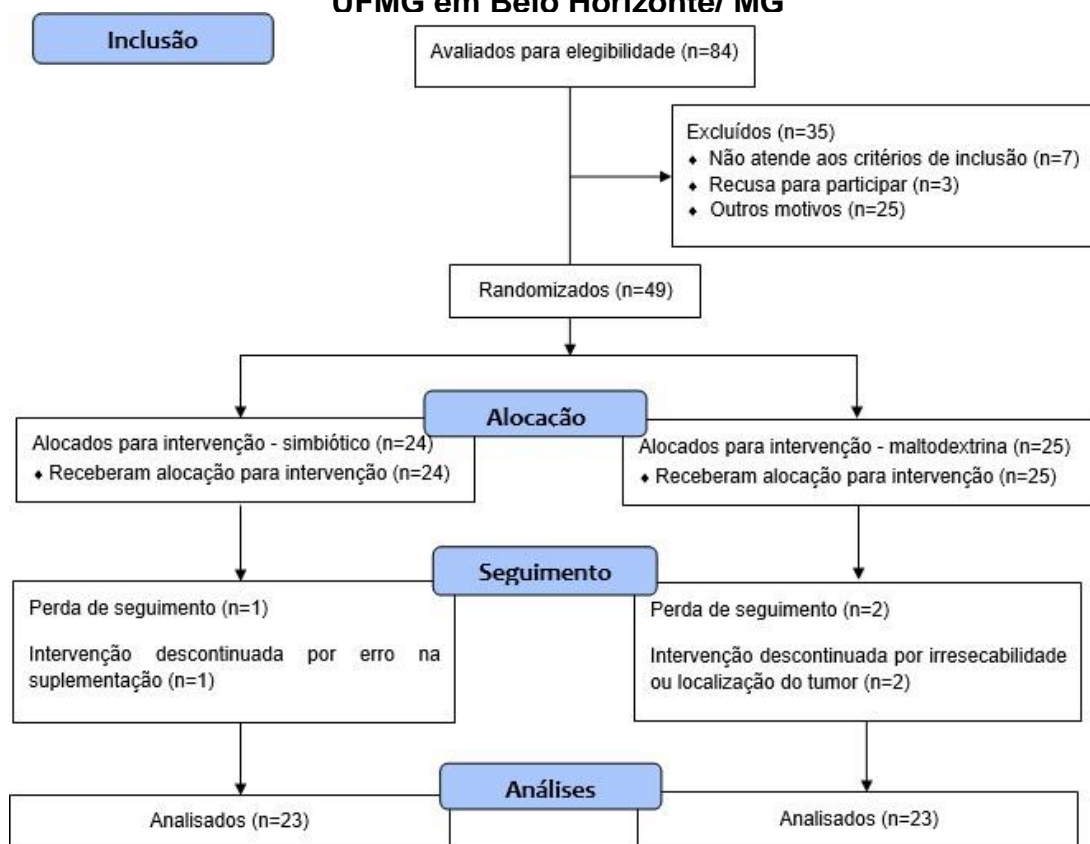 UFMG em Belo Horizonte/ MG
Inclusão
Avaliados para elegibilidade (n=84)
Excluídos (n=35)
♦ Não atende aos critérios de inclusão (n=7)
♦ Recusa para participar (n=3)
♦ Outros motivos (n=25)
Randomizados (n=49)
Alocação
Alocados para intervenção - simbiótico (n=24)
♦ Receberam alocação para intervenção (n=24)
Alocados para intervenção - maltodextrina (n=25)
♦ Receberam alocação para intervenção (n=25)
Seguimento
Perda de seguimento (n=1)
Intervenção descontinuada por erro na
suplementação (n=1)
Perda de seguimento (n=2)
Intervenção descontinuada por irresecabilidade
ou localização do tumor (n=2)
Análises
Analisados (n=23)
Analisados (n=23)